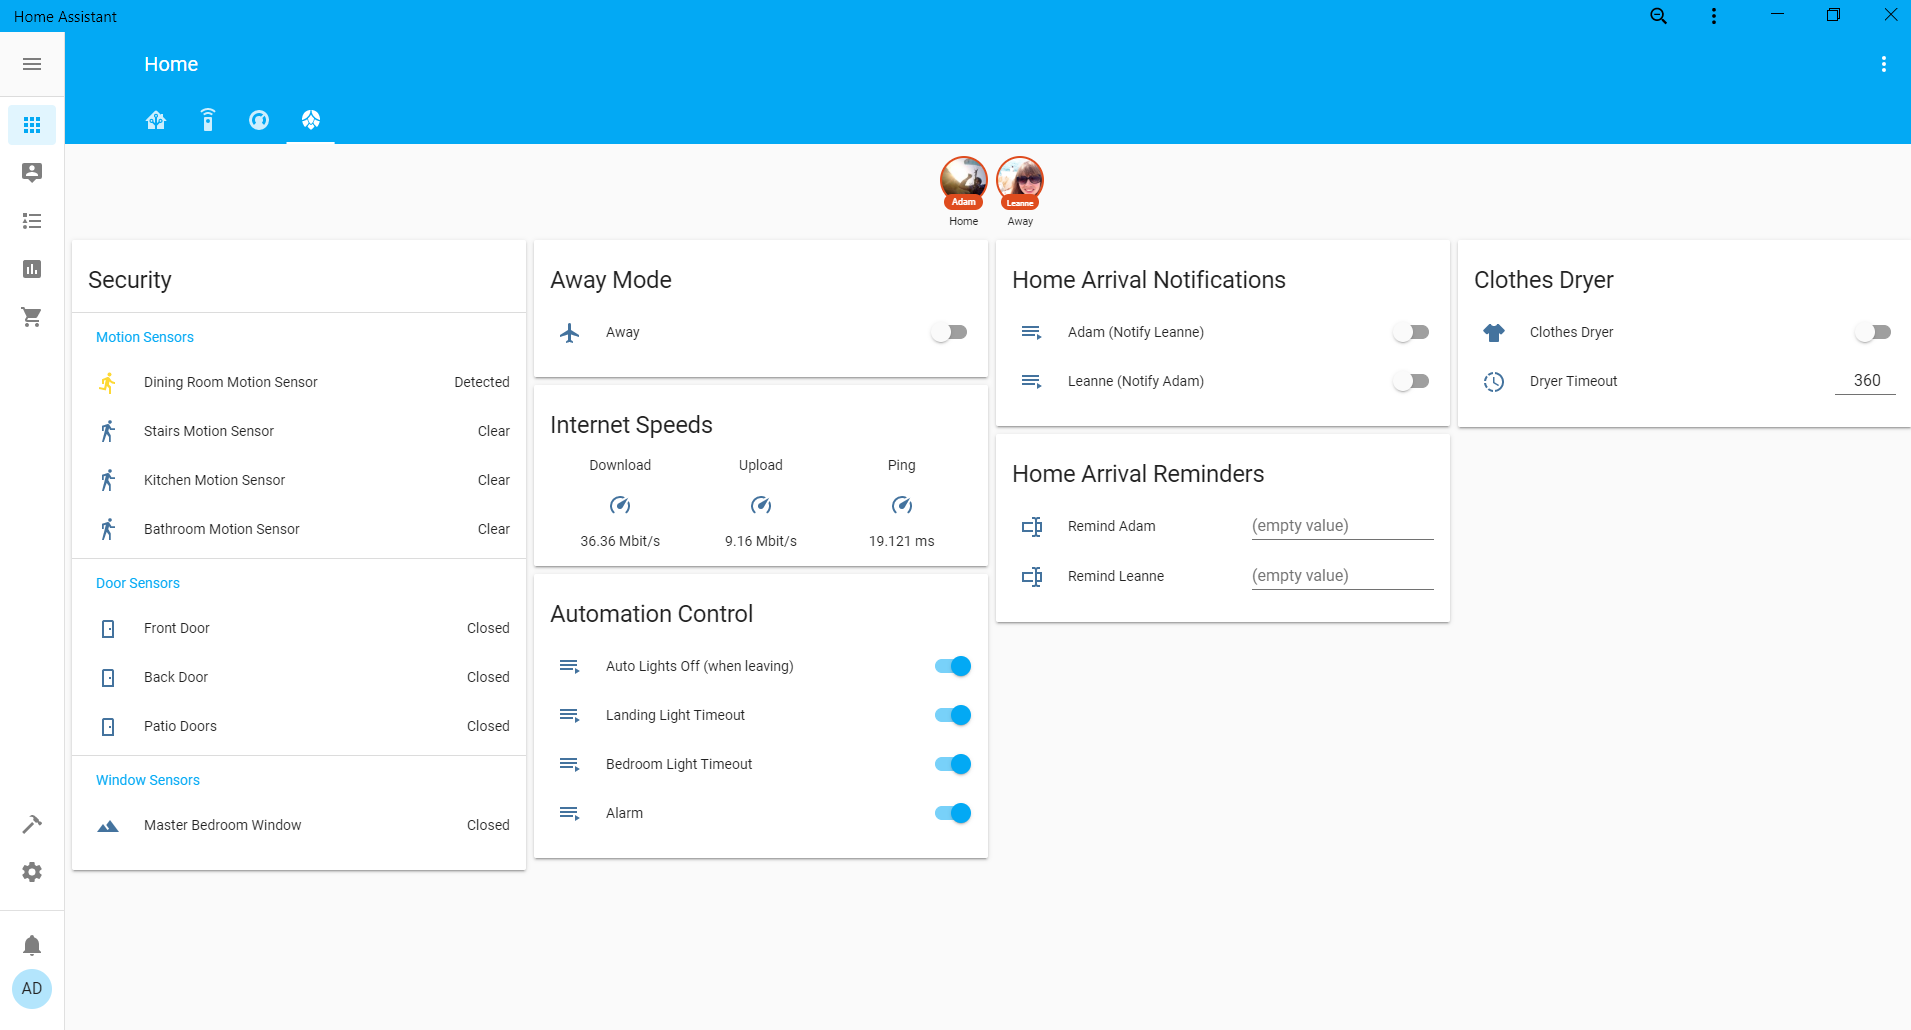 Home Assistant
Home
Adam
Leanne
Home
Away
Security
Motion Sensors
Dining Room Motion Sensor Detected
Stairs Motion Sensor Clear
Kitchen Motion Sensor Clear
Bathroom Motion Sensor Clear
Door Sensors
Front Door Closed
Back Door Closed
Patio Doors Closed
Window Sensors
Master Bedroom Window Closed
Away Mode
Away
Internet Speeds
Download Upload Ping
36.36 Mbit/s 9.16 Mbit/s 19.121 ms
Automation Control
Auto Lights Off (when leaving)
Landing Light Timeout
Bedroom Light Timeout
Alarm
Home Arrival Notifications
Adam (Notify Leanne)
Leanne (Notify Adam)
Home Arrival Reminders
Remind Adam (empty value)
Remind Leanne (empty value)
Clothes Dryer
Clothes Dryer
Dryer Timeout 360
AD